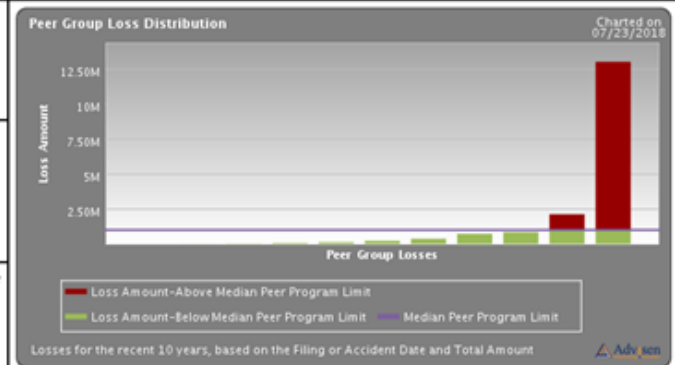 Peer Group Loss Distribution
Charted on
07/23/2018
12.50M
10M
7.50M
5M
2.50M
Loss Amount
Peer Group Losses
Loss Amount-Above Median Peer Program Limit
Loss Amount-Below Median Peer Program Limit
Median Peer Program Limit
Losses for the recent 10 years, based on the Filing or Accident Date and Total Amount
Advisen